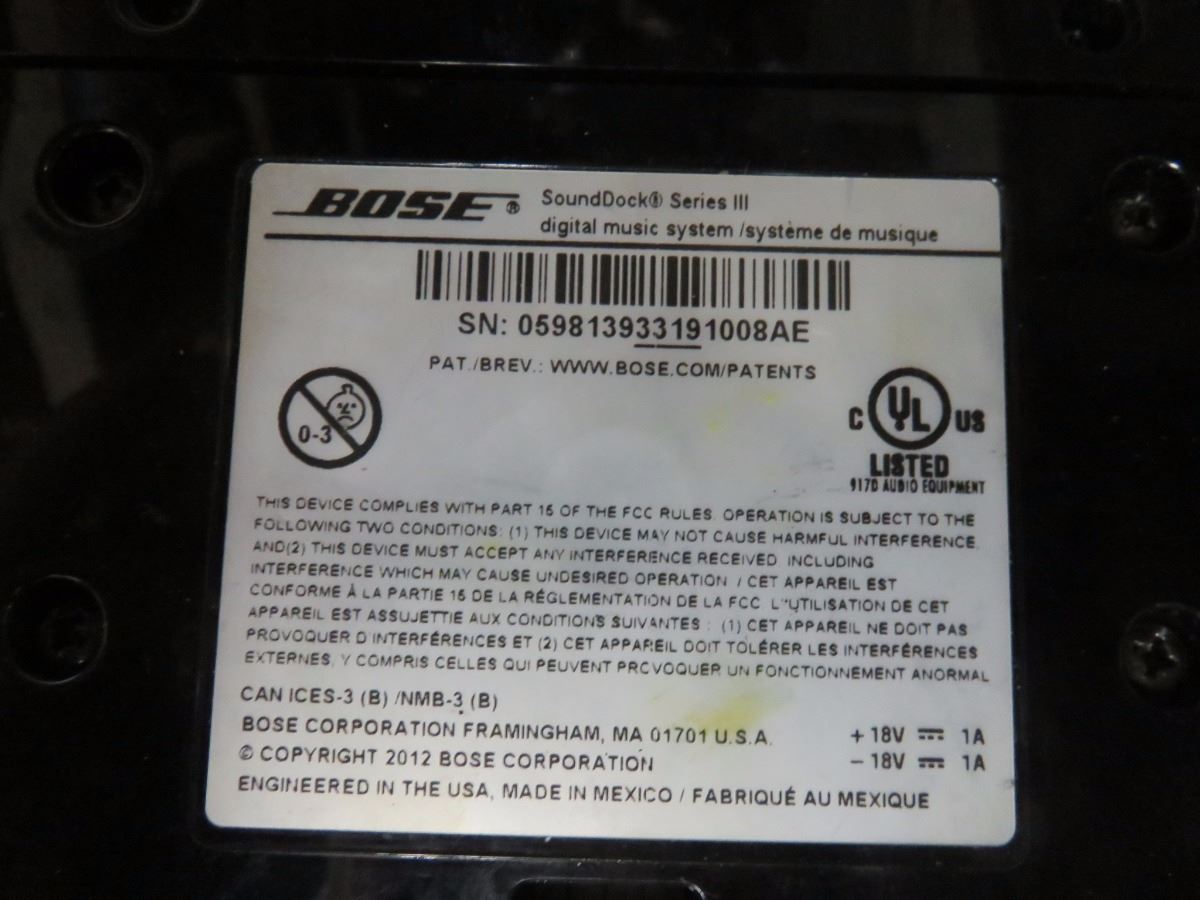 BOSE® SoundDock® Series III
digital music system /système de musique
SN: 059813933191008AE
PAT./BREV.: WWW.BOSE.COM/PATENTS
0-3
C UL US
LISTED
917D AUDIO EQUIPMENT
THIS DEVICE COMPLIES WITH PART 15 OF THE FCC RULES. OPERATION IS SUBJECT TO THE
FOLLOWING TWO CONDITIONS: (1) THIS DEVICE MAY NOT CAUSE HARMFUL INTERFERENCE
AND(2) THIS DEVICE MUST ACCEPT ANY INTERFERENCE RECEIVED INCLUDING
INTERFERENCE WHICH MAY CAUSE UNDESIRED OPERATION / CET APPAREIL EST
CONFORME À LA PARTIE 15 DE LA RÉGLEMENTATION DE LA FCC. L'UTILISATION DE CET
APPAREIL EST ASSUJETTIE AUX CONDITIONS SUIVANTES : (1) CET APPAREIL NE DOIT PAS
PROVOQUER D'INTERFÉRENCES ET (2) CET APPAREIL DOIT TOLÉRER LES INTERFÉRENCES
EXTERNES, Y COMPRIS CELLES QUI PEUVENT PROVOQUER UN FONCTIONNEMENT ANORMAL
CAN ICES-3 (B) /NMB-3 (B)
BOSE CORPORATION FRAMINGHAM, MA 01701 U.S.A.
© COPYRIGHT 2012 BOSE CORPORATION
ENGINEERED IN THE USA, MADE IN MEXICO / FABRIQUÉ AU MEXIQUE
+ 18V ⎓ 1A
− 18V ⎓ 1A